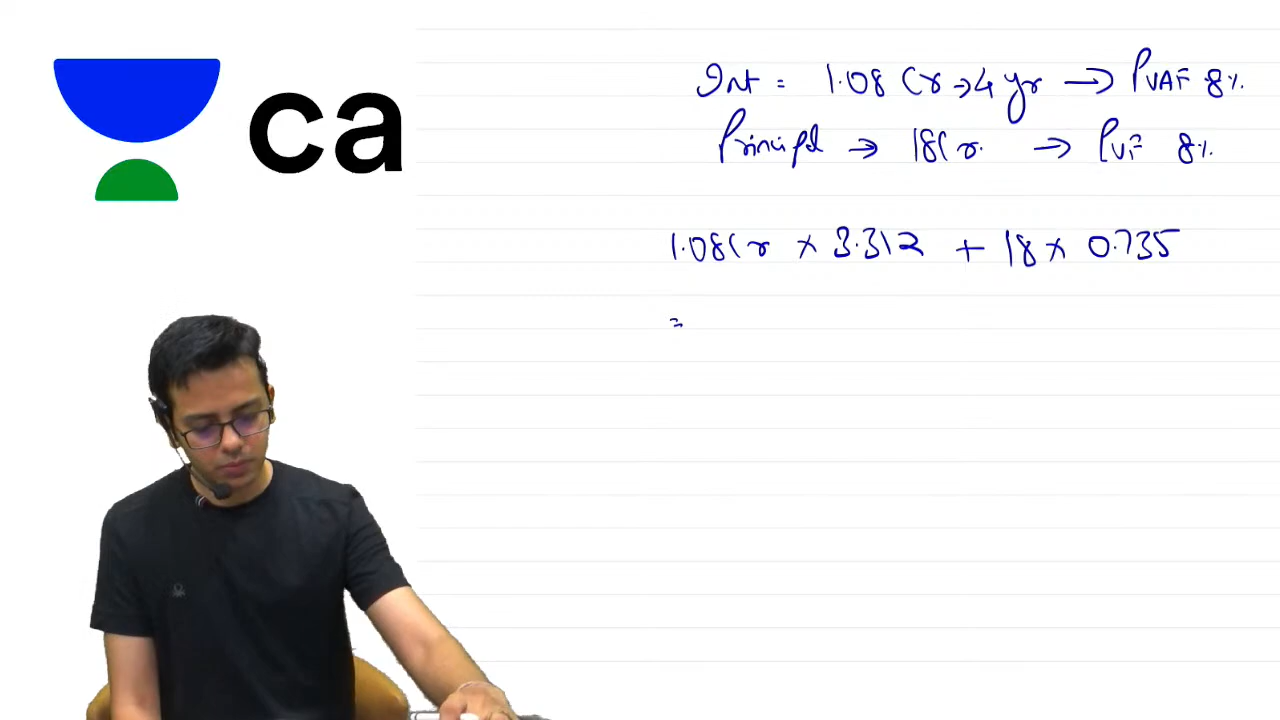 ca
Int = 1.08 Cr → 4 yr → PVAF 8%
Principal → 18 Cr. → PVF 8%
1.08 Cr × 3.312 + 18 × 0.735
=